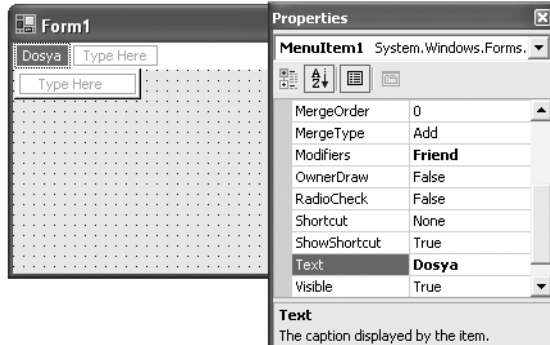 Form1
Dosya Type Here
Type Here
Properties
MenuItem1 System.Windows.Forms.
MergeOrder 0
MergeType Add
Modifiers Friend
OwnerDraw False
RadioCheck False
Shortcut None
ShowShortcut True
Text Dosya
Visible True
Text
The caption displayed by the item.